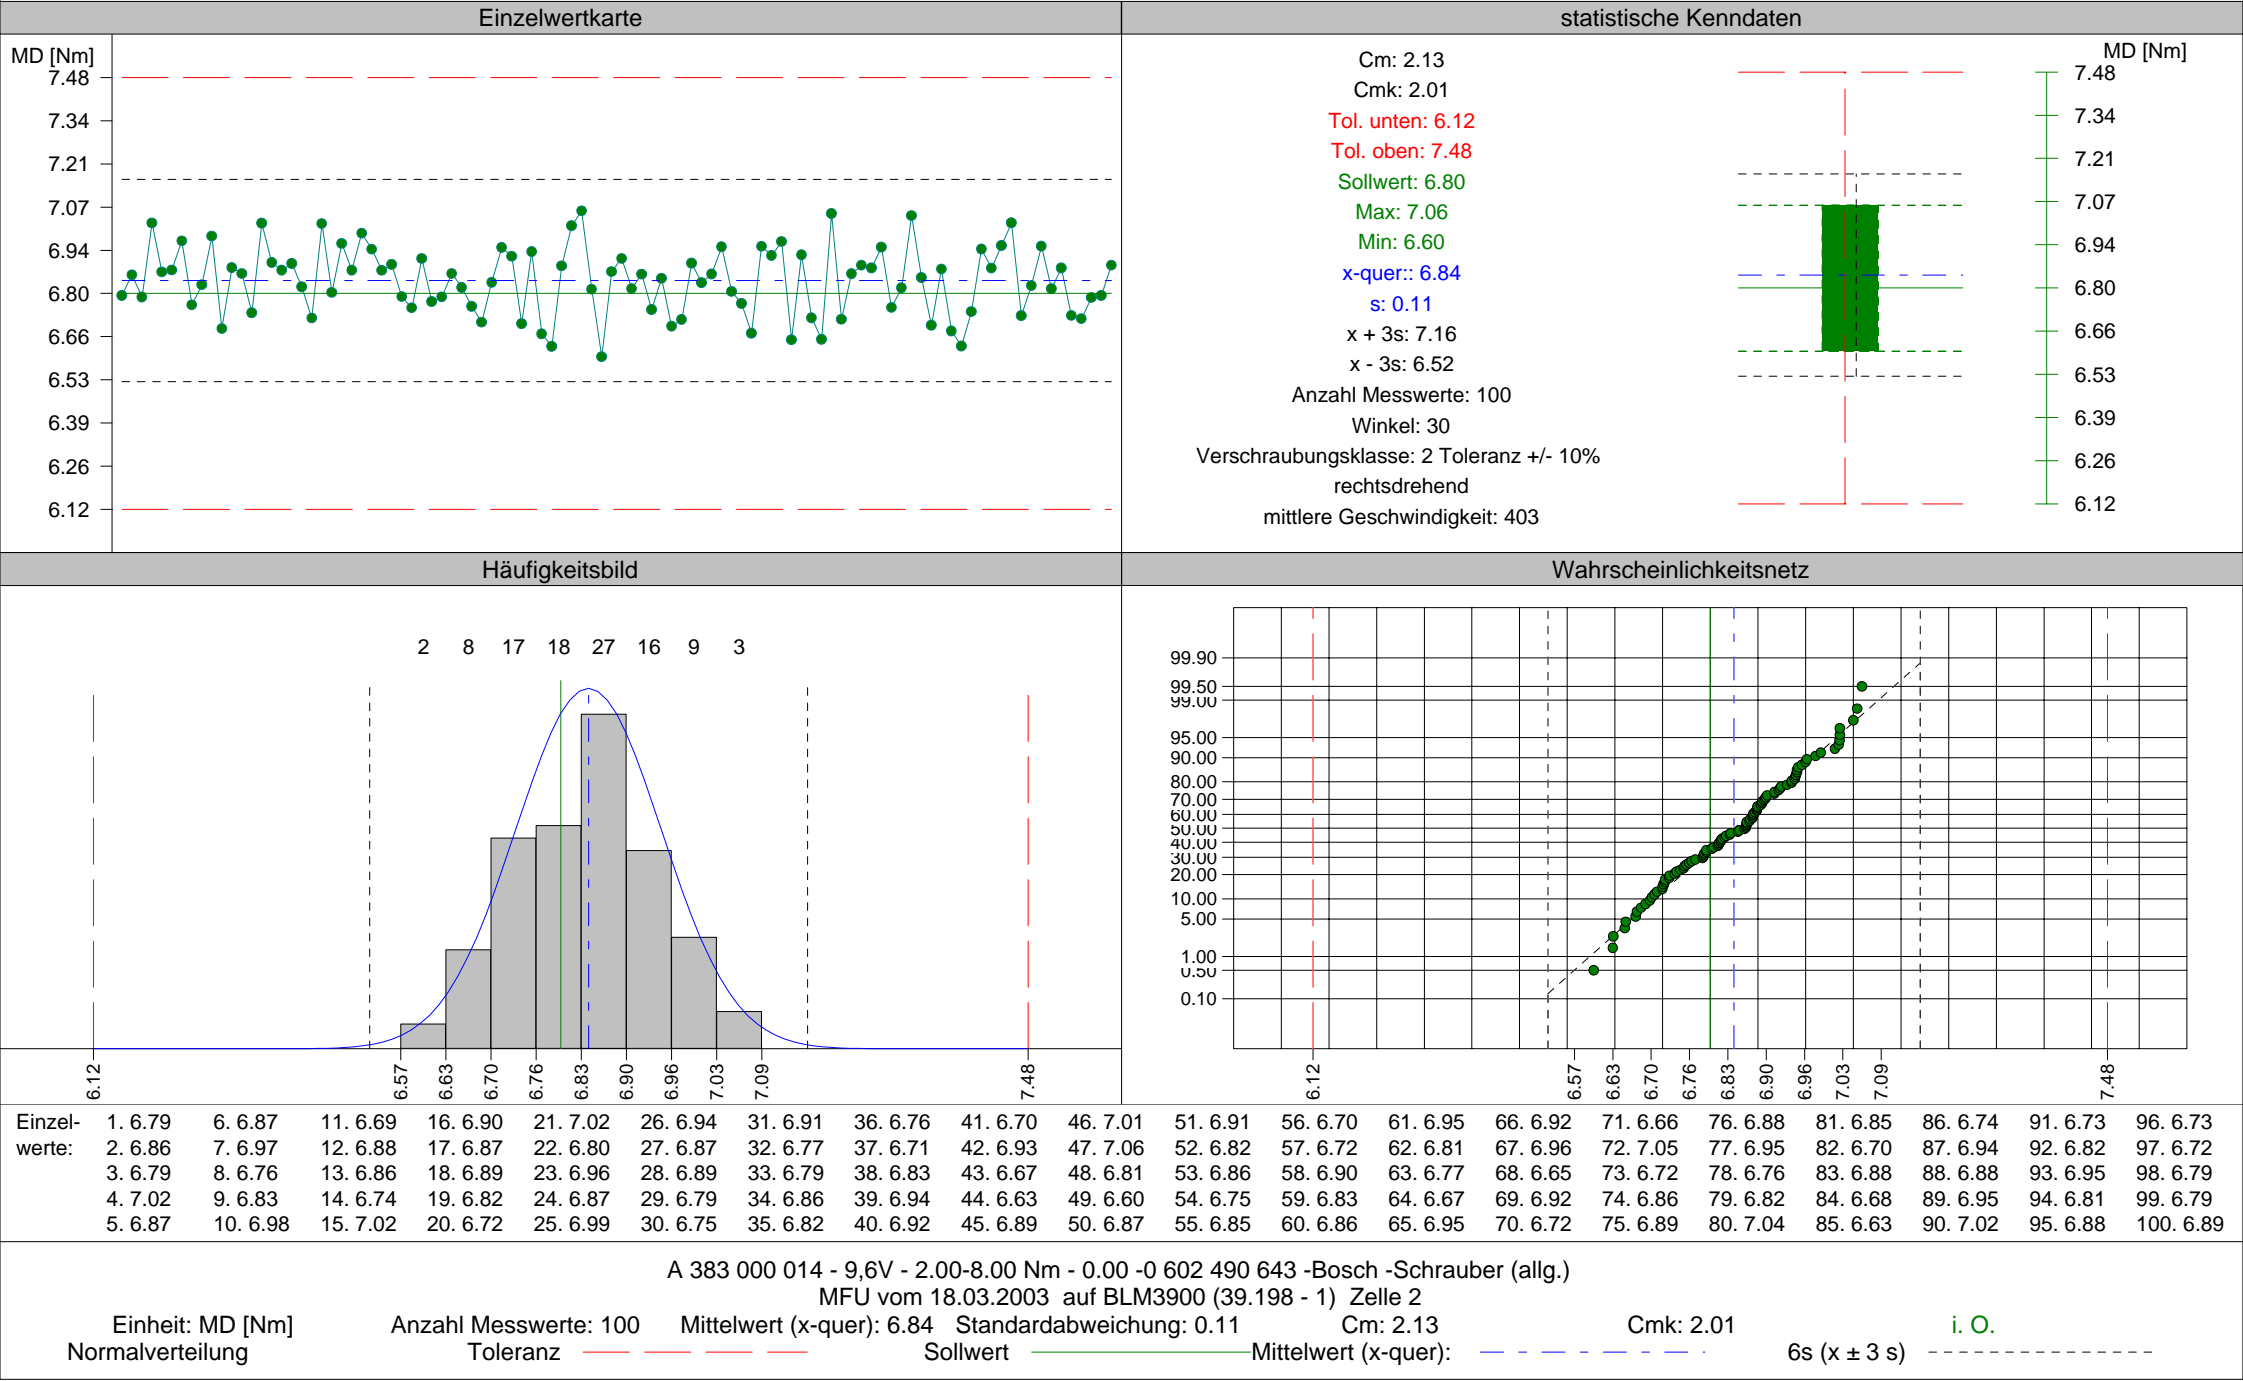 Einzelwertkarte
MD [Nm]
7.48
7.34
7.21
7.07
6.94
6.80
6.66
6.53
6.39
6.26
6.12
statistische Kenndaten
Cm: 2.13
Cmk: 2.01
Tol. unten: 6.12
Tol. oben: 7.48
Sollwert: 6.80
Max: 7.06
Min: 6.60
x-quer:: 6.84
s: 0.11
x + 3s: 7.16
x - 3s: 6.52
Anzahl Messwerte: 100
Winkel: 30
Verschraubungsklasse: 2 Toleranz +/- 10%
rechtsdrehend
mittlere Geschwindigkeit: 403
MD [Nm]
7.48
7.34
7.21
7.07
6.94
6.80
6.66
6.53
6.39
6.26
6.12
Häufigkeitsbild
2 8 17 18 27 16 9 3
6.12 6.57 6.63 6.70 6.76 6.83 6.90 6.96 7.03 7.09 7.48
Wahrscheinlichkeitsnetz
99.90
99.50
99.00
95.00
90.00
80.00
70.00
60.00
50.00
40.00
30.00
20.00
10.00
5.00
1.00
0.50
0.10
6.12 6.57 6.63 6.70 6.76 6.83 6.90 6.96 7.03 7.09 7.48
Einzel- 1. 6.79 6. 6.87 11. 6.69 16. 6.90 21. 7.02 26. 6.94 31. 6.91 36. 6.76 41. 6.70 46. 7.01 51. 6.91 56. 6.70 61. 6.95 66. 6.92 71. 6.66 76. 6.88 81. 6.85 86. 6.74 91. 6.73 96. 6.73
werte: 2. 6.86 7. 6.97 12. 6.88 17. 6.87 22. 6.80 27. 6.87 32. 6.77 37. 6.71 42. 6.93 47. 7.06 52. 6.82 57. 6.72 62. 6.81 67. 6.96 72. 7.05 77. 6.95 82. 6.70 87. 6.94 92. 6.82 97. 6.72
3. 6.79 8. 6.76 13. 6.86 18. 6.89 23. 6.96 28. 6.89 33. 6.79 38. 6.83 43. 6.67 48. 6.81 53. 6.86 58. 6.90 63. 6.77 68. 6.65 73. 6.72 78. 6.76 83. 6.88 88. 6.88 93. 6.95 98. 6.79
4. 7.02 9. 6.83 14. 6.74 19. 6.82 24. 6.87 29. 6.79 34. 6.86 39. 6.94 44. 6.63 49. 6.60 54. 6.75 59. 6.83 64. 6.67 69. 6.92 74. 6.86 79. 6.82 84. 6.68 89. 6.95 94. 6.81 99. 6.79
5. 6.87 10. 6.98 15. 7.02 20. 6.72 25. 6.99 30. 6.75 35. 6.82 40. 6.92 45. 6.89 50. 6.87 55. 6.85 60. 6.86 65. 6.95 70. 6.72 75. 6.89 80. 7.04 85. 6.63 90. 7.02 95. 6.88 100. 6.89
A 383 000 014 - 9,6V - 2.00-8.00 Nm - 0.00 -0 602 490 643 -Bosch -Schrauber (allg.)
MFU vom 18.03.2003 auf BLM3900 (39.198 - 1) Zelle 2
Einheit: MD [Nm] Anzahl Messwerte: 100 Mittelwert (x-quer): 6.84 Standardabweichung: 0.11 Cm: 2.13 Cmk: 2.01 i. O.
Normalverteilung Toleranz Sollwert Mittelwert (x-quer): 6s (x ± 3 s)